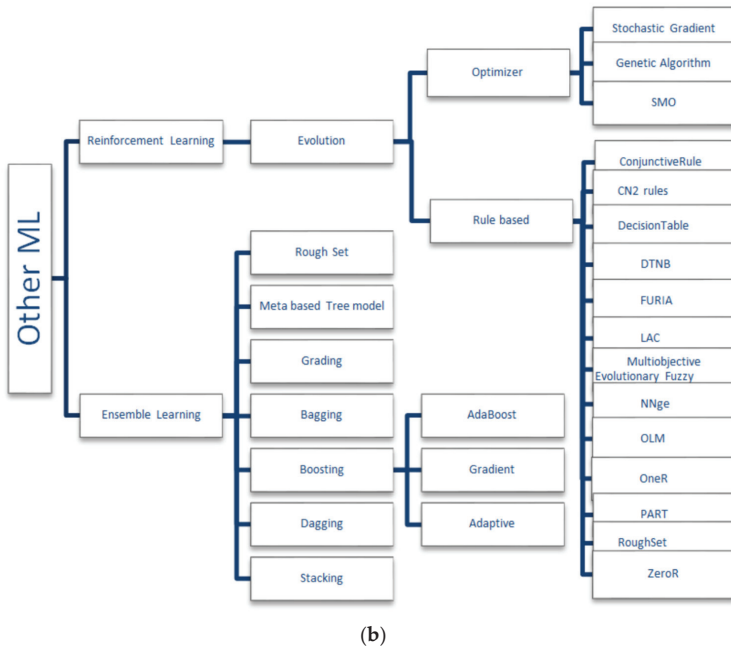 Other ML
Reinforcement Learning
Evolution
Optimizer
Stochastic Gradient
Genetic Algorithm
SMO
Rule based
ConjunctiveRule
CN2 rules
DecisionTable
DTNB
FURIA
LAC
Multiobjective
Evolutionary Fuzzy
NNge
OLM
OneR
PART
RoughSet
ZeroR
Ensemble Learning
Rough Set
Meta based Tree model
Grading
Bagging
Boosting
AdaBoost
Gradient
Adaptive
Dagging
Stacking
(b)